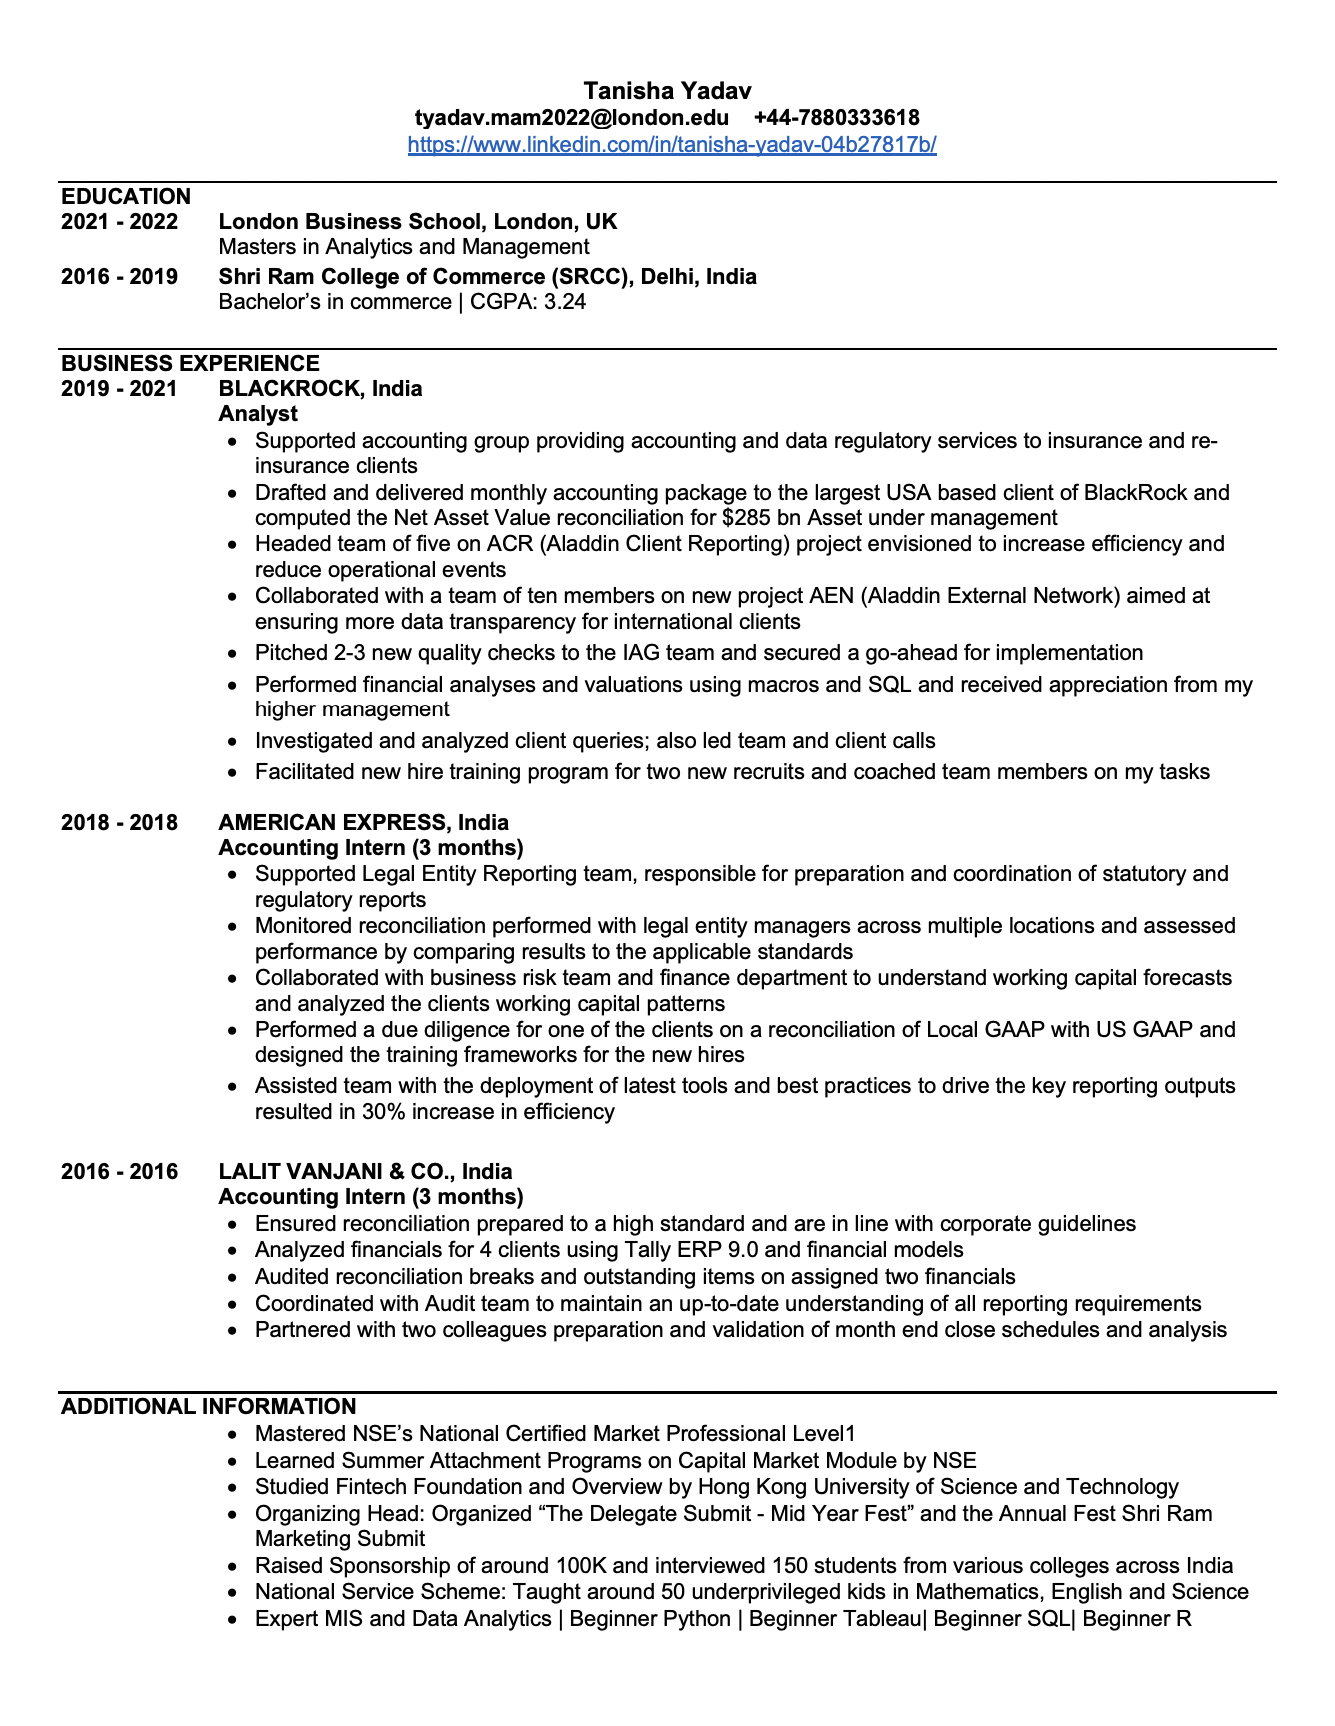 Tanisha Yadav
tyadav.mam2022@london.edu +44-7880333618
https://www.linkedin.com/in/tanisha-yadav-04b27817b/
EDUCATION
2021 - 2022 London Business School, London, UK
Masters in Analytics and Management
2016 - 2019 Shri Ram College of Commerce (SRCC), Delhi, India
Bachelor’s in commerce | CGPA: 3.24
BUSINESS EXPERIENCE
2019 - 2021 BLACKROCK, India
Analyst
• Supported accounting group providing accounting and data regulatory services to insurance and re-
insurance clients
• Drafted and delivered monthly accounting package to the largest USA based client of BlackRock and
computed the Net Asset Value reconciliation for $285 bn Asset under management
• Headed team of five on ACR (Aladdin Client Reporting) project envisioned to increase efficiency and
reduce operational events
• Collaborated with a team of ten members on new project AEN (Aladdin External Network) aimed at
ensuring more data transparency for international clients
• Pitched 2-3 new quality checks to the IAG team and secured a go-ahead for implementation
• Performed financial analyses and valuations using macros and SQL and received appreciation from my
higher management
• Investigated and analyzed client queries; also led team and client calls
• Facilitated new hire training program for two new recruits and coached team members on my tasks
2018 - 2018 AMERICAN EXPRESS, India
Accounting Intern (3 months)
• Supported Legal Entity Reporting team, responsible for preparation and coordination of statutory and
regulatory reports
• Monitored reconciliation performed with legal entity managers across multiple locations and assessed
performance by comparing results to the applicable standards
• Collaborated with business risk team and finance department to understand working capital forecasts
and analyzed the clients working capital patterns
• Performed a due diligence for one of the clients on a reconciliation of Local GAAP with US GAAP and
designed the training frameworks for the new hires
• Assisted team with the deployment of latest tools and best practices to drive the key reporting outputs
resulted in 30% increase in efficiency
2016 - 2016 LALIT VANJANI & CO., India
Accounting Intern (3 months)
• Ensured reconciliation prepared to a high standard and are in line with corporate guidelines
• Analyzed financials for 4 clients using Tally ERP 9.0 and financial models
• Audited reconciliation breaks and outstanding items on assigned two financials
• Coordinated with Audit team to maintain an up-to-date understanding of all reporting requirements
• Partnered with two colleagues preparation and validation of month end close schedules and analysis
ADDITIONAL INFORMATION
• Mastered NSE’s National Certified Market Professional Level1
• Learned Summer Attachment Programs on Capital Market Module by NSE
• Studied Fintech Foundation and Overview by Hong Kong University of Science and Technology
• Organizing Head: Organized “The Delegate Submit - Mid Year Fest” and the Annual Fest Shri Ram
Marketing Submit
• Raised Sponsorship of around 100K and interviewed 150 students from various colleges across India
• National Service Scheme: Taught around 50 underprivileged kids in Mathematics, English and Science
• Expert MIS and Data Analytics | Beginner Python | Beginner Tableau| Beginner SQL| Beginner R